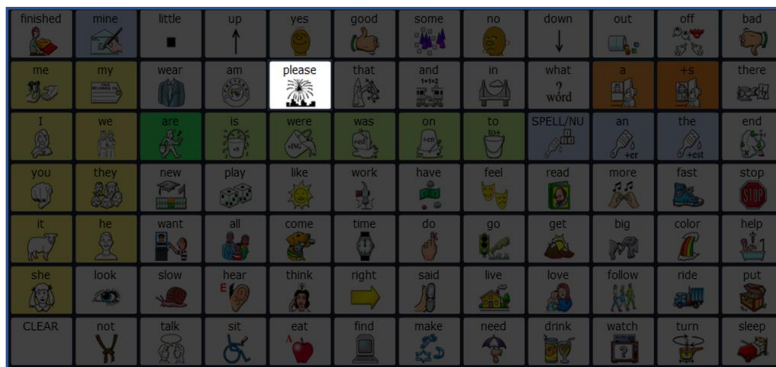 finished mine little up yes good some no down out off bad
me my wear am please that and in what a +s there
I we are is were was on to SPELL/NU an the end
you they new play like work have feel read more fast stop
it he want all come time do go get big color help
she look slow hear think right said live love follow ride put
CLEAR not talk sit eat find make need drink watch turn sleep